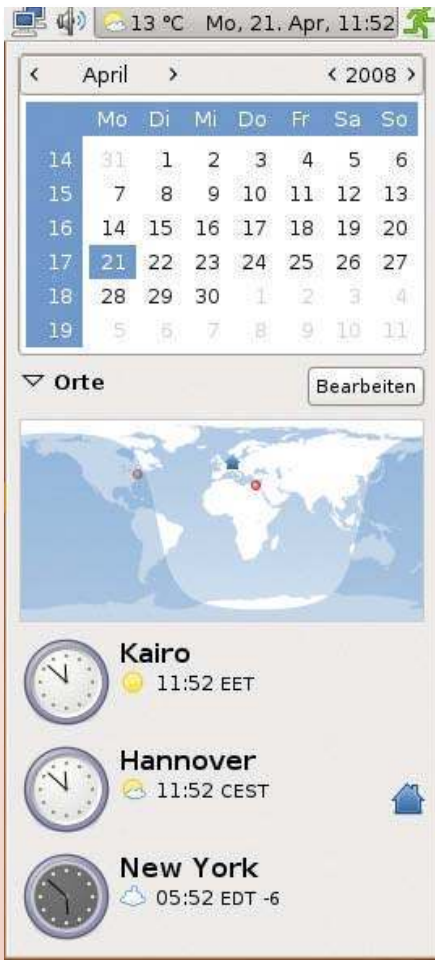 13 °C Mo, 21. Apr, 11:52
< April > < 2008 >
Mo Di Mi Do Fr Sa So
14 31 1 2 3 4 5 6
15 7 8 9 10 11 12 13
16 14 15 16 17 18 19 20
17 21 22 23 24 25 26 27
18 28 29 30 1 2 3 4
19 5 6 7 8 9 10 11
Orte
Bearbeiten
Kairo
11:52 EET
Hannover
11:52 CEST
New York
05:52 EDT -6